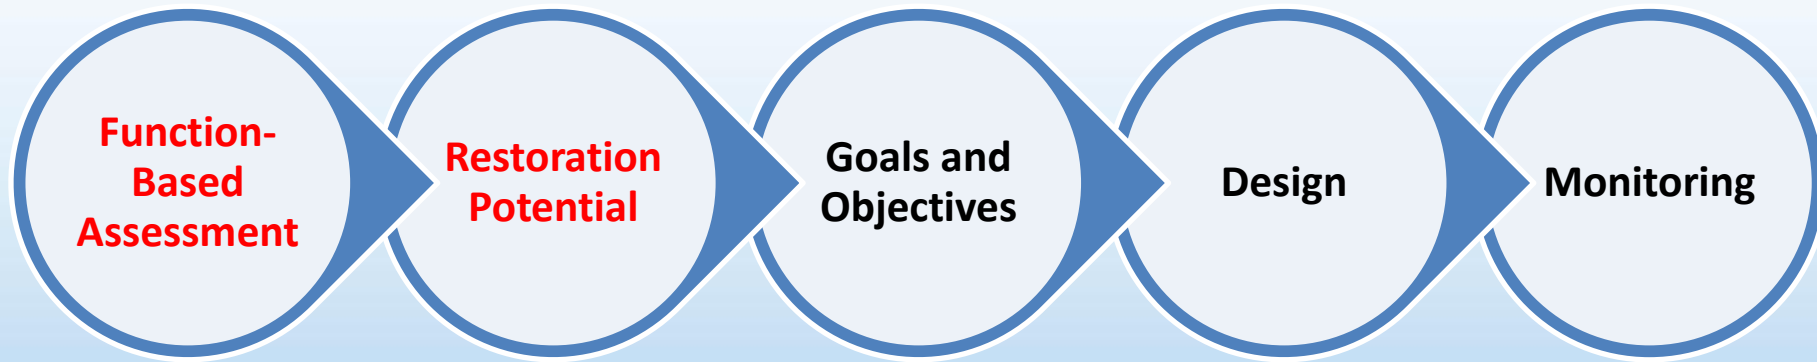 Function-
Based
Assessment
Restoration
Potential
Goals and
Objectives
Design
Monitoring